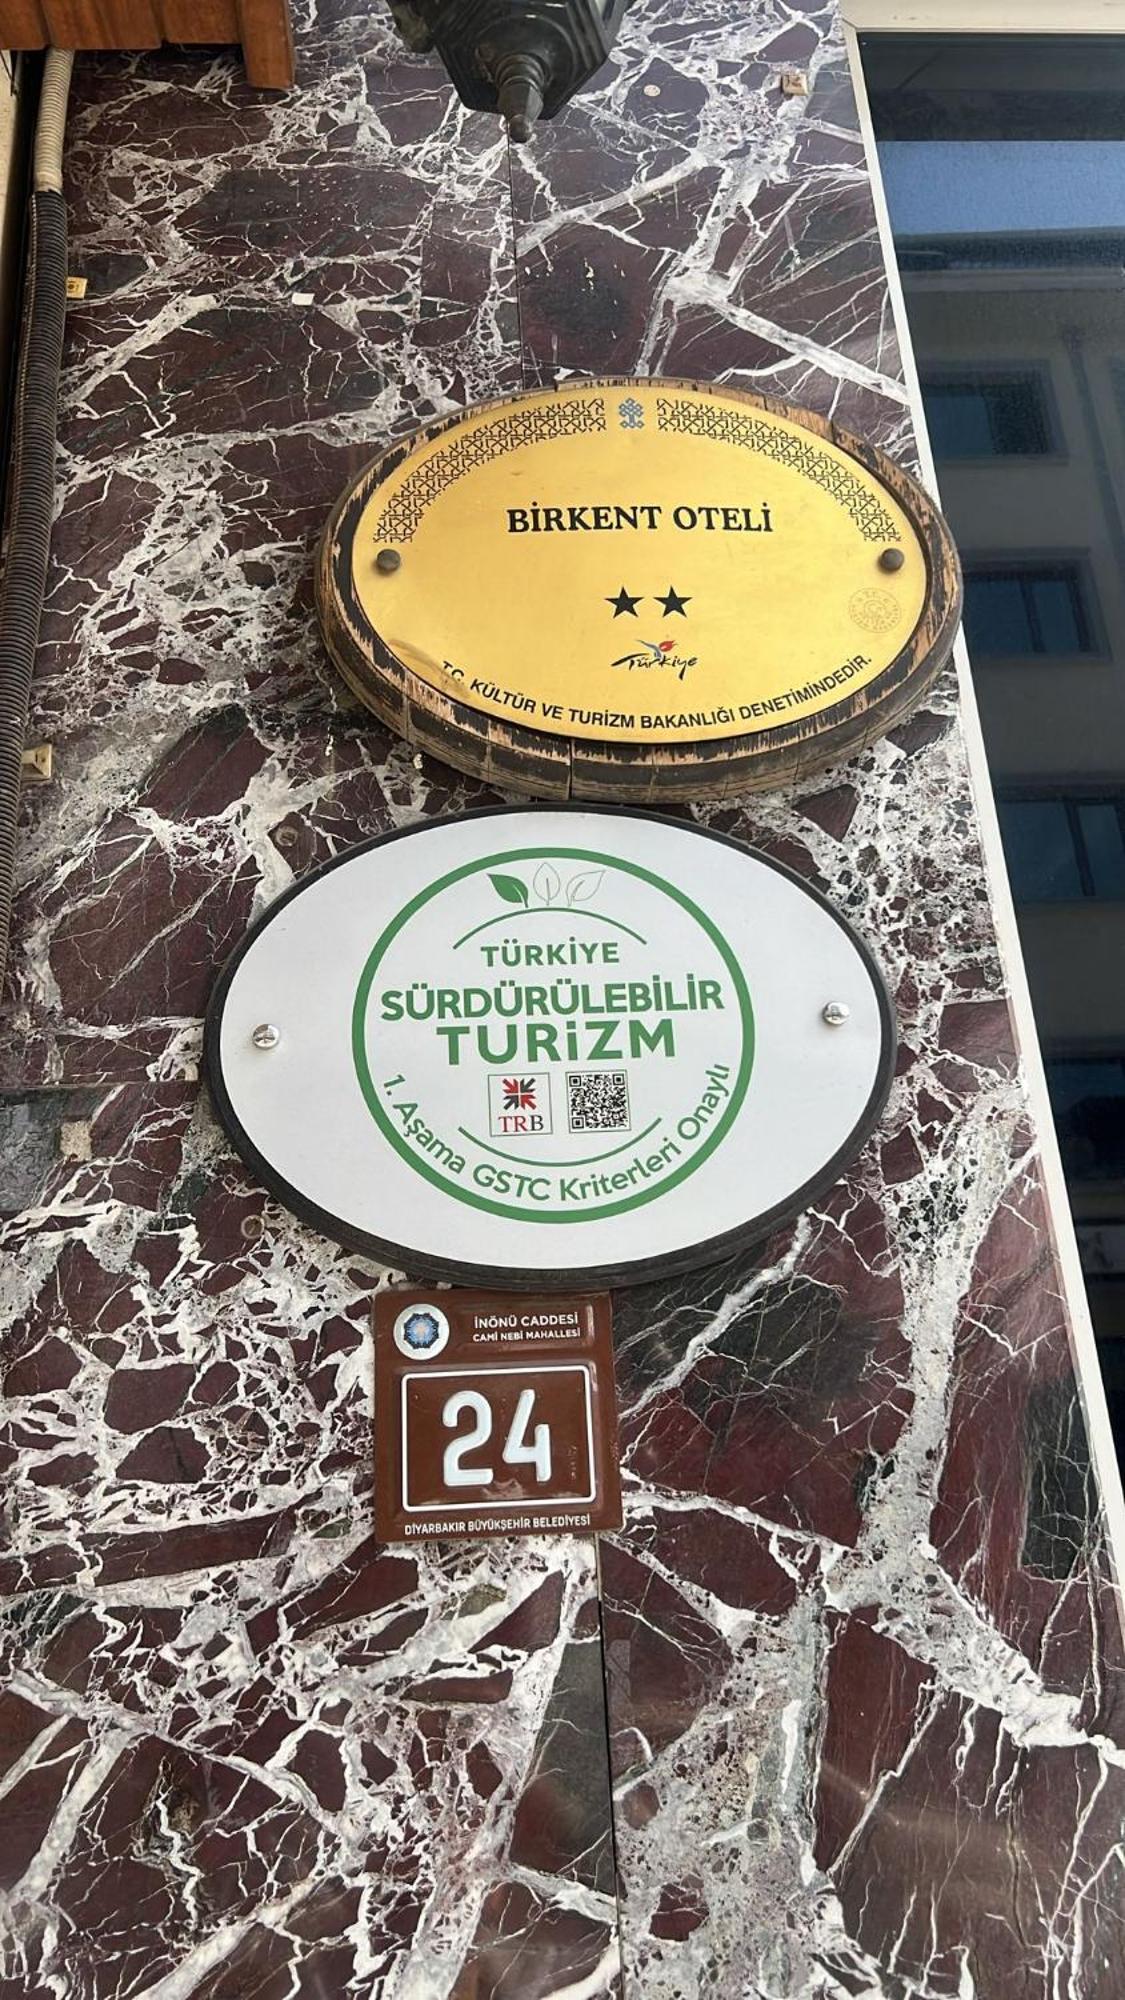 BİRKENT OTELİ
Türkiye
T.C. KÜLTÜR VE TURİZM BAKANLIĞI DENETİMİNDEDİR.
TÜRKİYE
SÜRDÜRÜLEBİLİR
TURİZM
TRB
1. Aşama GSTC Kriterleri Onaylı
İNÖNÜ CADDESİ
CAMİ NEBİ MAHALLESİ
24
DİYARBAKIR BÜYÜKŞEHİR BELEDİYESİ